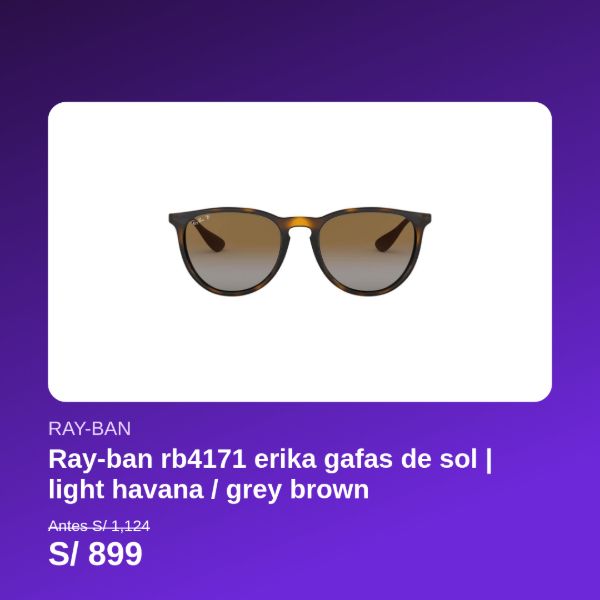 RAY-BAN
Ray-ban rb4171 erika gafas de sol |
light havana / grey brown
Antes S/ 1,124
S/ 899